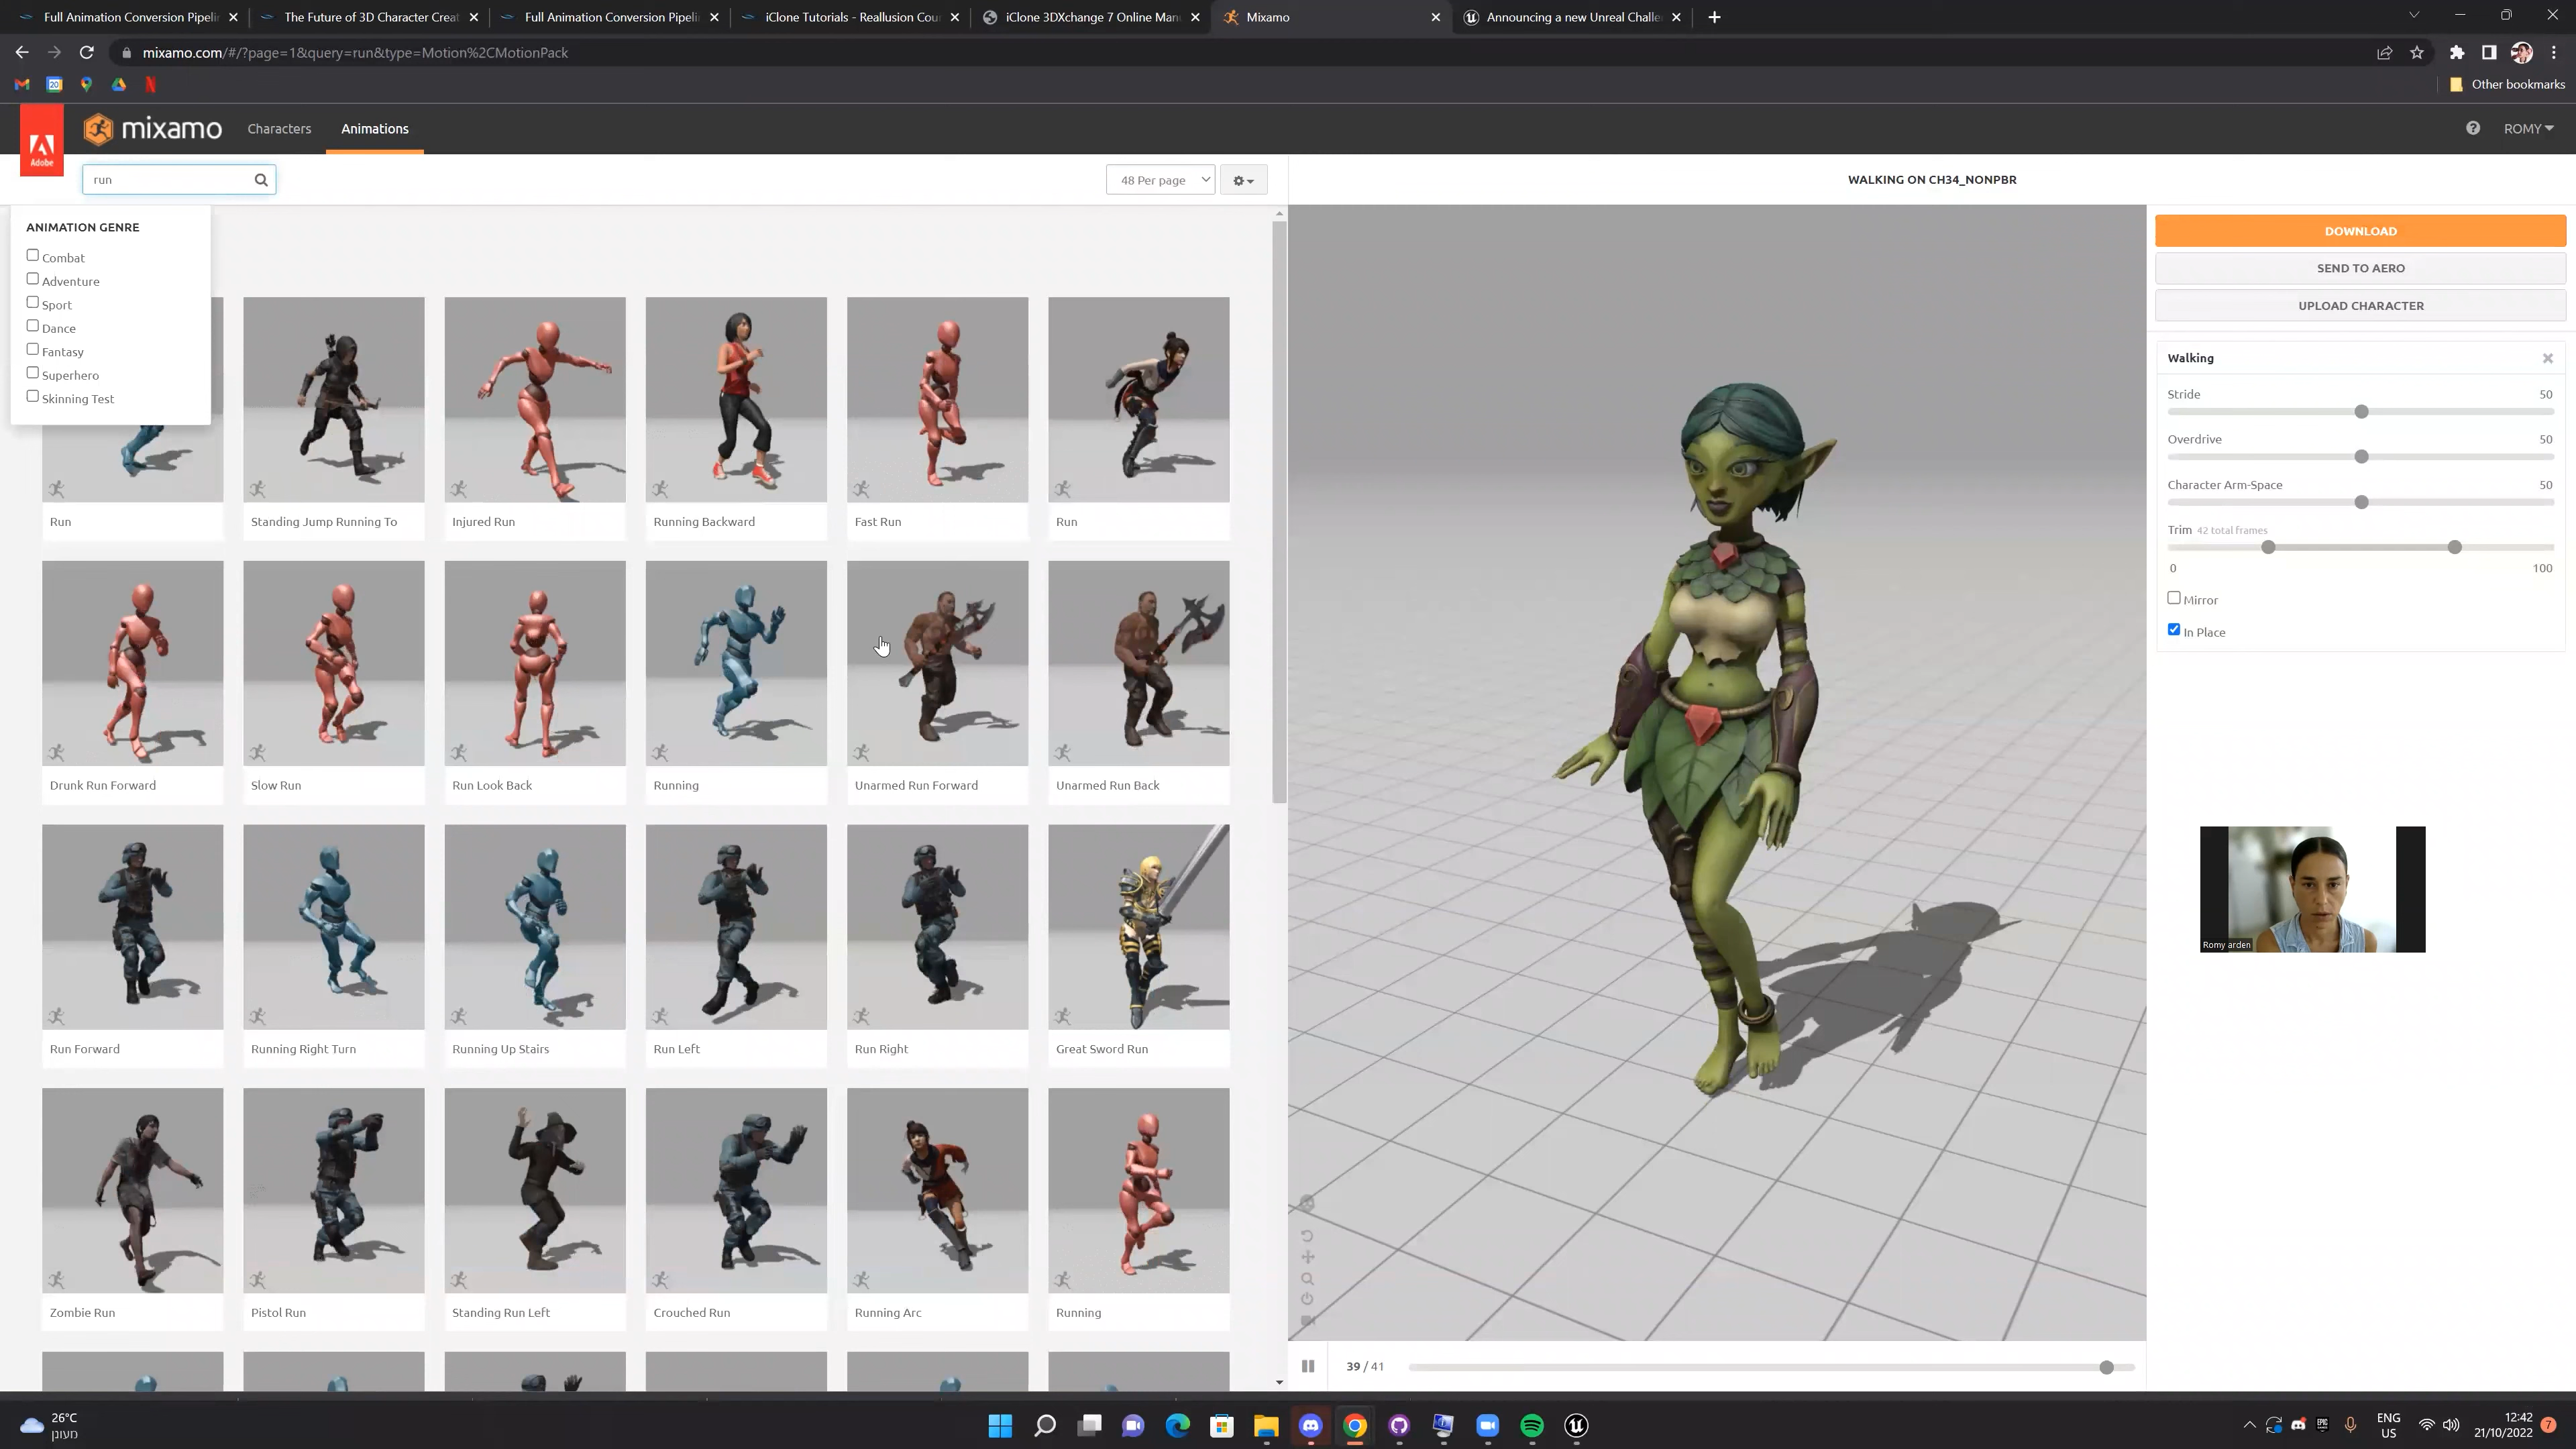 Full Animation Conversion Pipelin
The Future of 3D Character Creat
Full Animation Conversion Pipelin
iClone Tutorials - Reallusion Cou
iClone 3DXchange 7 Online Man
Mixamo
Announcing a new Unreal Challe
mixamo.com/#/?page=1&query=run&type=Motion%2CMotionPack
Other bookmarks
Adobe
mixamo
Characters
Animations
ROMY
run
48 Per page
WALKING ON CH34_NONPBR
ANIMATION GENRE
Combat
Adventure
Sport
Dance
Fantasy
Superhero
Skinning Test
Run
Standing Jump Running To
Injured Run
Running Backward
Fast Run
Run
Drunk Run Forward
Slow Run
Run Look Back
Running
Unarmed Run Forward
Unarmed Run Back
Run Forward
Running Right Turn
Running Up Stairs
Run Left
Run Right
Great Sword Run
Zombie Run
Pistol Run
Standing Run Left
Crouched Run
Running Arc
Running
39 / 41
DOWNLOAD
SEND TO AERO
UPLOAD CHARACTER
Walking
Stride 50
Overdrive 50
Character Arm-Space 50
Trim 42 total frames
0 100
Mirror
In Place
Romy arden
26°C
מעונן
ENG
US
12:42
21/10/2022
7